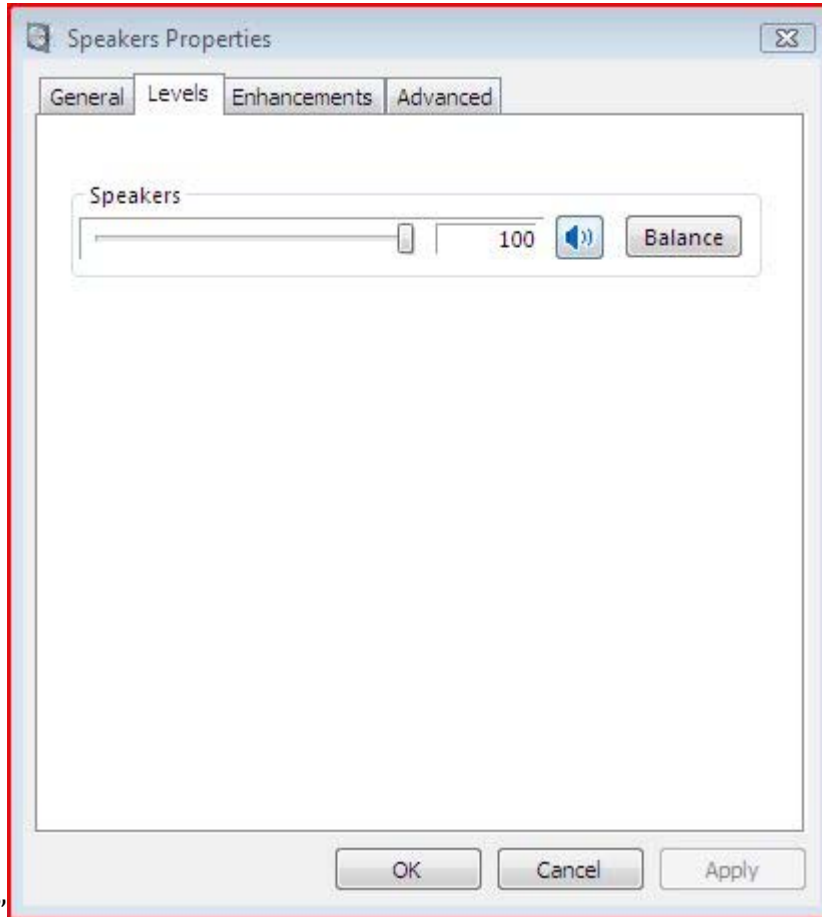 Speakers Properties
General Levels Enhancements Advanced
Speakers
100 Balance
OK Cancel Apply
,